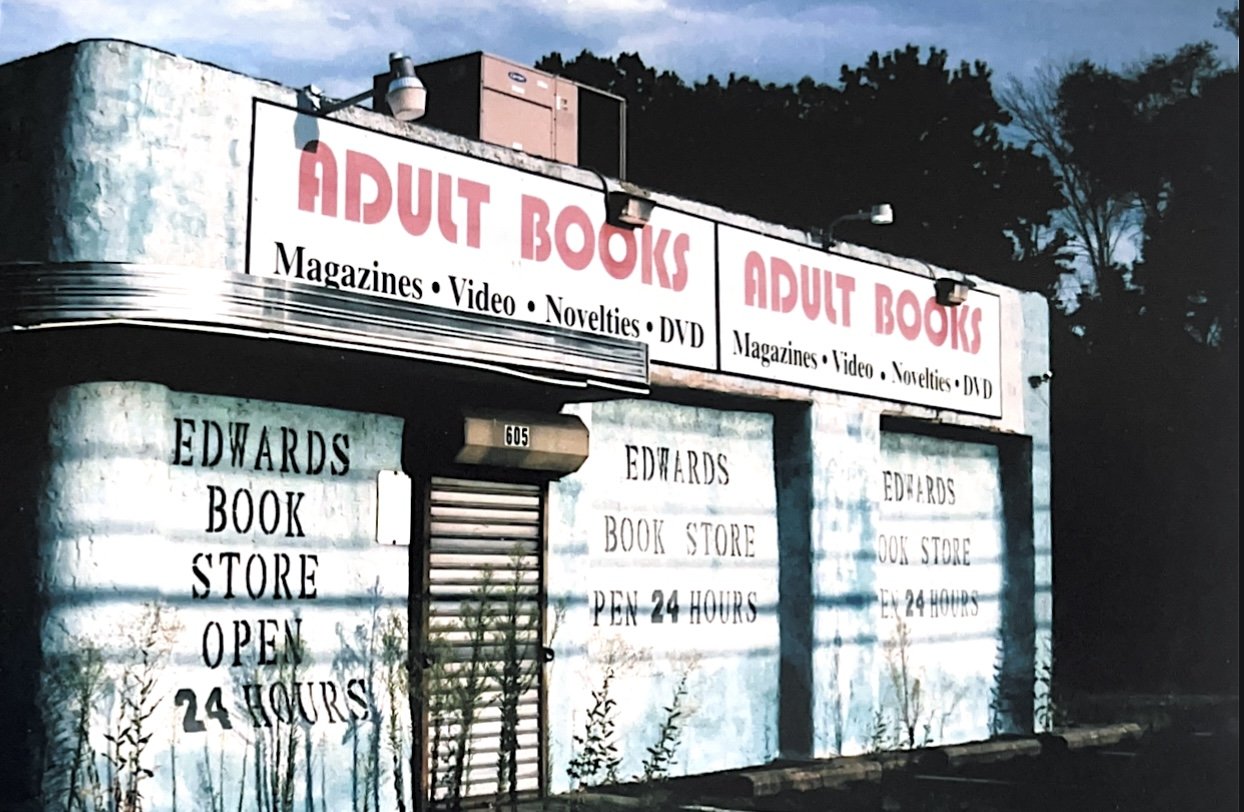 ADULT BOOKS
Magazines • Video • Novelties • DVD
ADULT BOOKS
Magazines • Video • Novelties • DVD
605
EDWARDS
BOOK
STORE
OPEN
24 HOURS
EDWARDS
BOOK STORE
PEN 24 HOURS
EDWARDS
OOK STORE
EN 24 HOURS